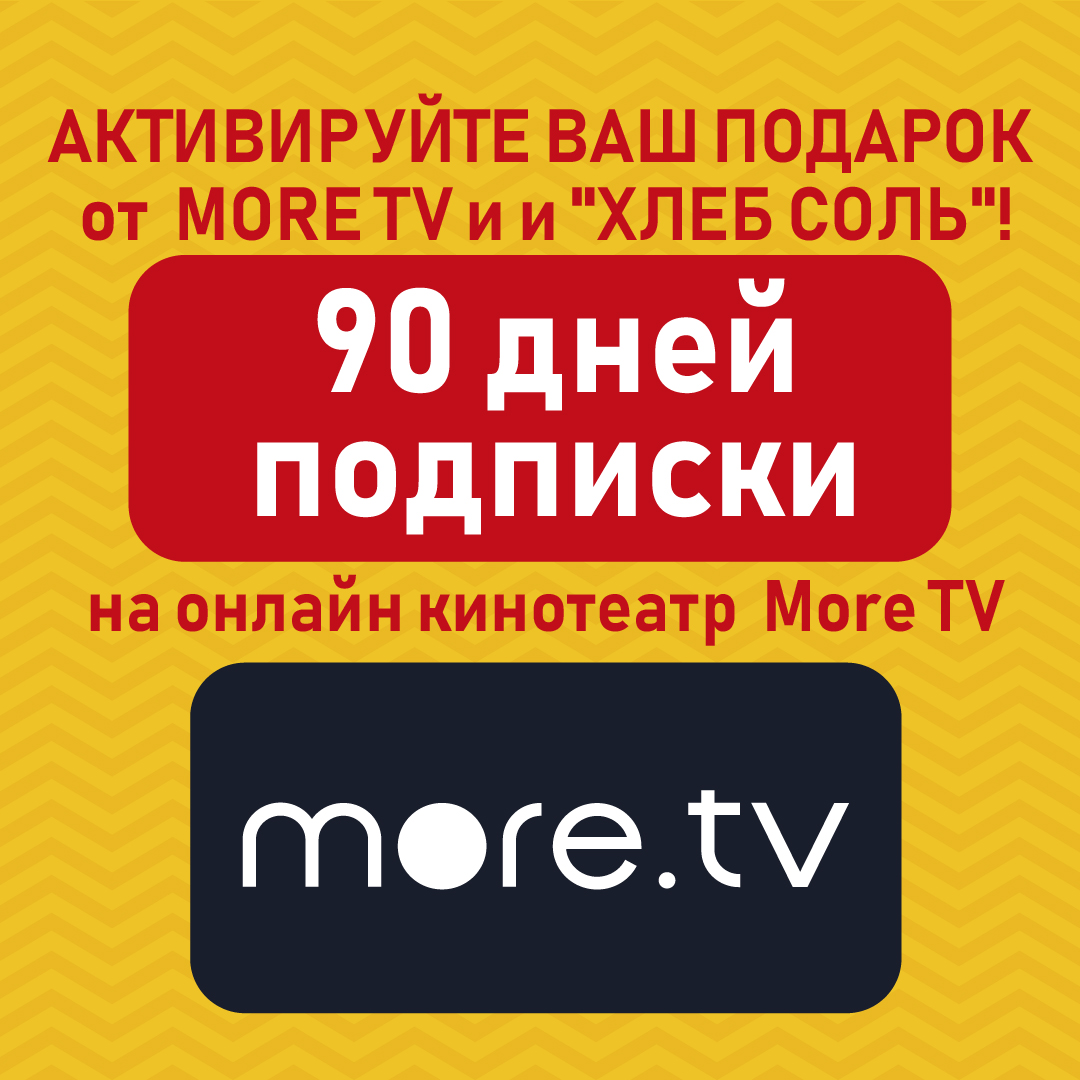 АКТИВИРУЙТЕ ВАШ ПОДАРОК
от MORE TV и и "ХЛЕБ СОЛЬ"!
90 дней
подписки
на онлайн кинотеатр More TV
more.tv